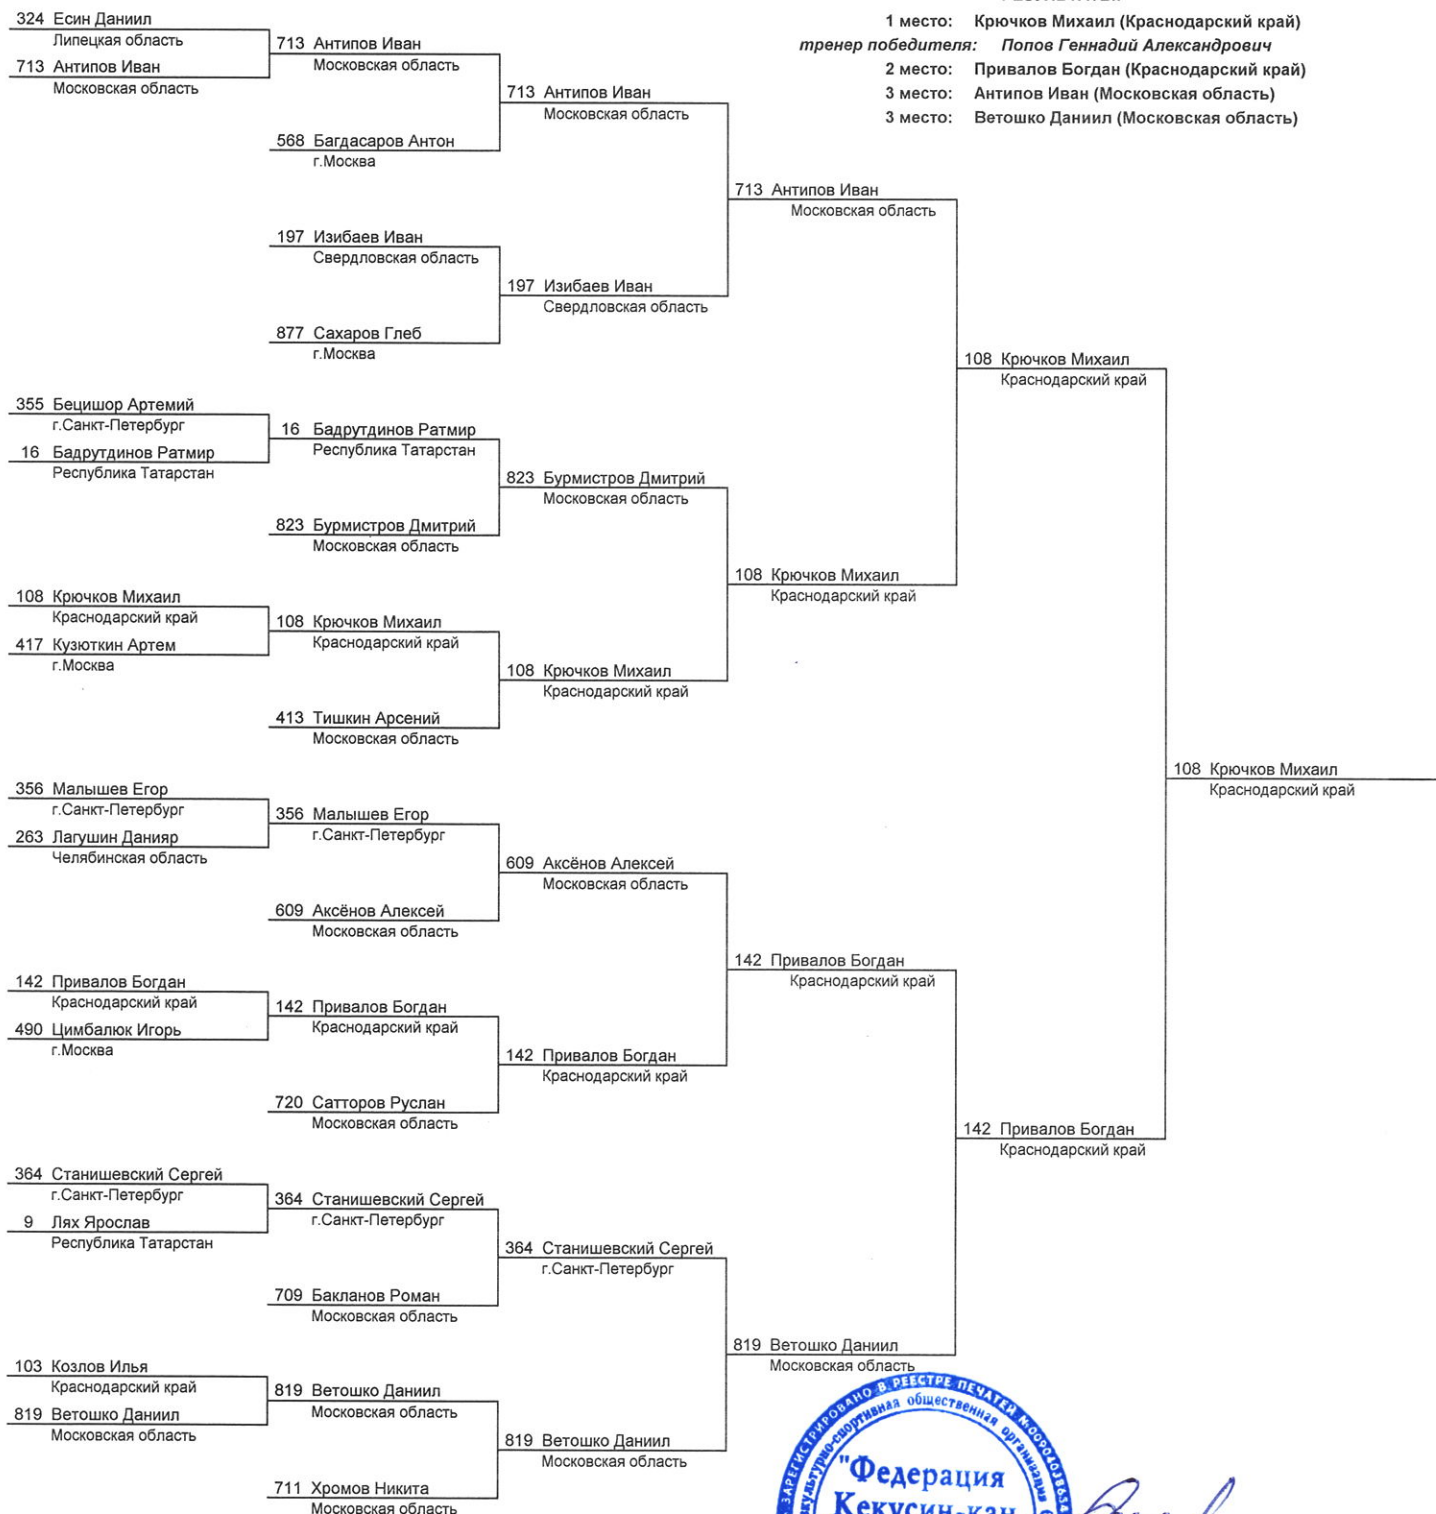 1 место: Крючков Михаил (Краснодарский край)
тренер победителя: Попов Геннадий Александрович
2 место: Привалов Богдан (Краснодарский край)
3 место: Антипов Иван (Московская область)
3 место: Ветошко Даниил (Московская область)
324 Есин Даниил
Липецкая область
713 Антипов Иван
Московская область
355 Бецишор Артемий
г.Санкт-Петербург
16 Бадрутдинов Ратмир
Республика Татарстан
108 Крючков Михаил
Краснодарский край
417 Кузюткин Артем
г.Москва
356 Малышев Егор
г.Санкт-Петербург
263 Лагушин Данияр
Челябинская область
142 Привалов Богдан
Краснодарский край
490 Цимбалюк Игорь
г.Москва
364 Станишевский Сергей
г.Санкт-Петербург
9 Лях Ярослав
Республика Татарстан
103 Козлов Илья
Краснодарский край
819 Ветошко Даниил
Московская область
713 Антипов Иван
Московская область
568 Багдасаров Антон
г.Москва
197 Изибаев Иван
Свердловская область
877 Сахаров Глеб
г.Москва
16 Бадрутдинов Ратмир
Республика Татарстан
823 Бурмистров Дмитрий
Московская область
108 Крючков Михаил
Краснодарский край
413 Тишкин Арсений
Московская область
356 Малышев Егор
г.Санкт-Петербург
609 Аксёнов Алексей
Московская область
142 Привалов Богдан
Краснодарский край
720 Сатторов Руслан
Московская область
364 Станишевский Сергей
г.Санкт-Петербург
709 Бакланов Роман
Московская область
819 Ветошко Даниил
Московская область
711 Хромов Никита
Московская область
713 Антипов Иван
Московская область
197 Изибаев Иван
Свердловская область
823 Бурмистров Дмитрий
Московская область
108 Крючков Михаил
Краснодарский край
609 Аксёнов Алексей
Московская область
142 Привалов Богдан
Краснодарский край
364 Станишевский Сергей
г.Санкт-Петербург
819 Ветошко Даниил
Московская область
713 Антипов Иван
Московская область
108 Крючков Михаил
Краснодарский край
142 Привалов Богдан
Краснодарский край
819 Ветошко Даниил
Московская область
108 Крючков Михаил
Краснодарский край
142 Привалов Богдан
Краснодарский край
108 Крючков Михаил
Краснодарский край
ЗАРЕГИСТРИРОВАНО В РЕЕСТРЕ ПЕЧАТЕЙ
общественная организация
"Федерация
Кекусин-кан